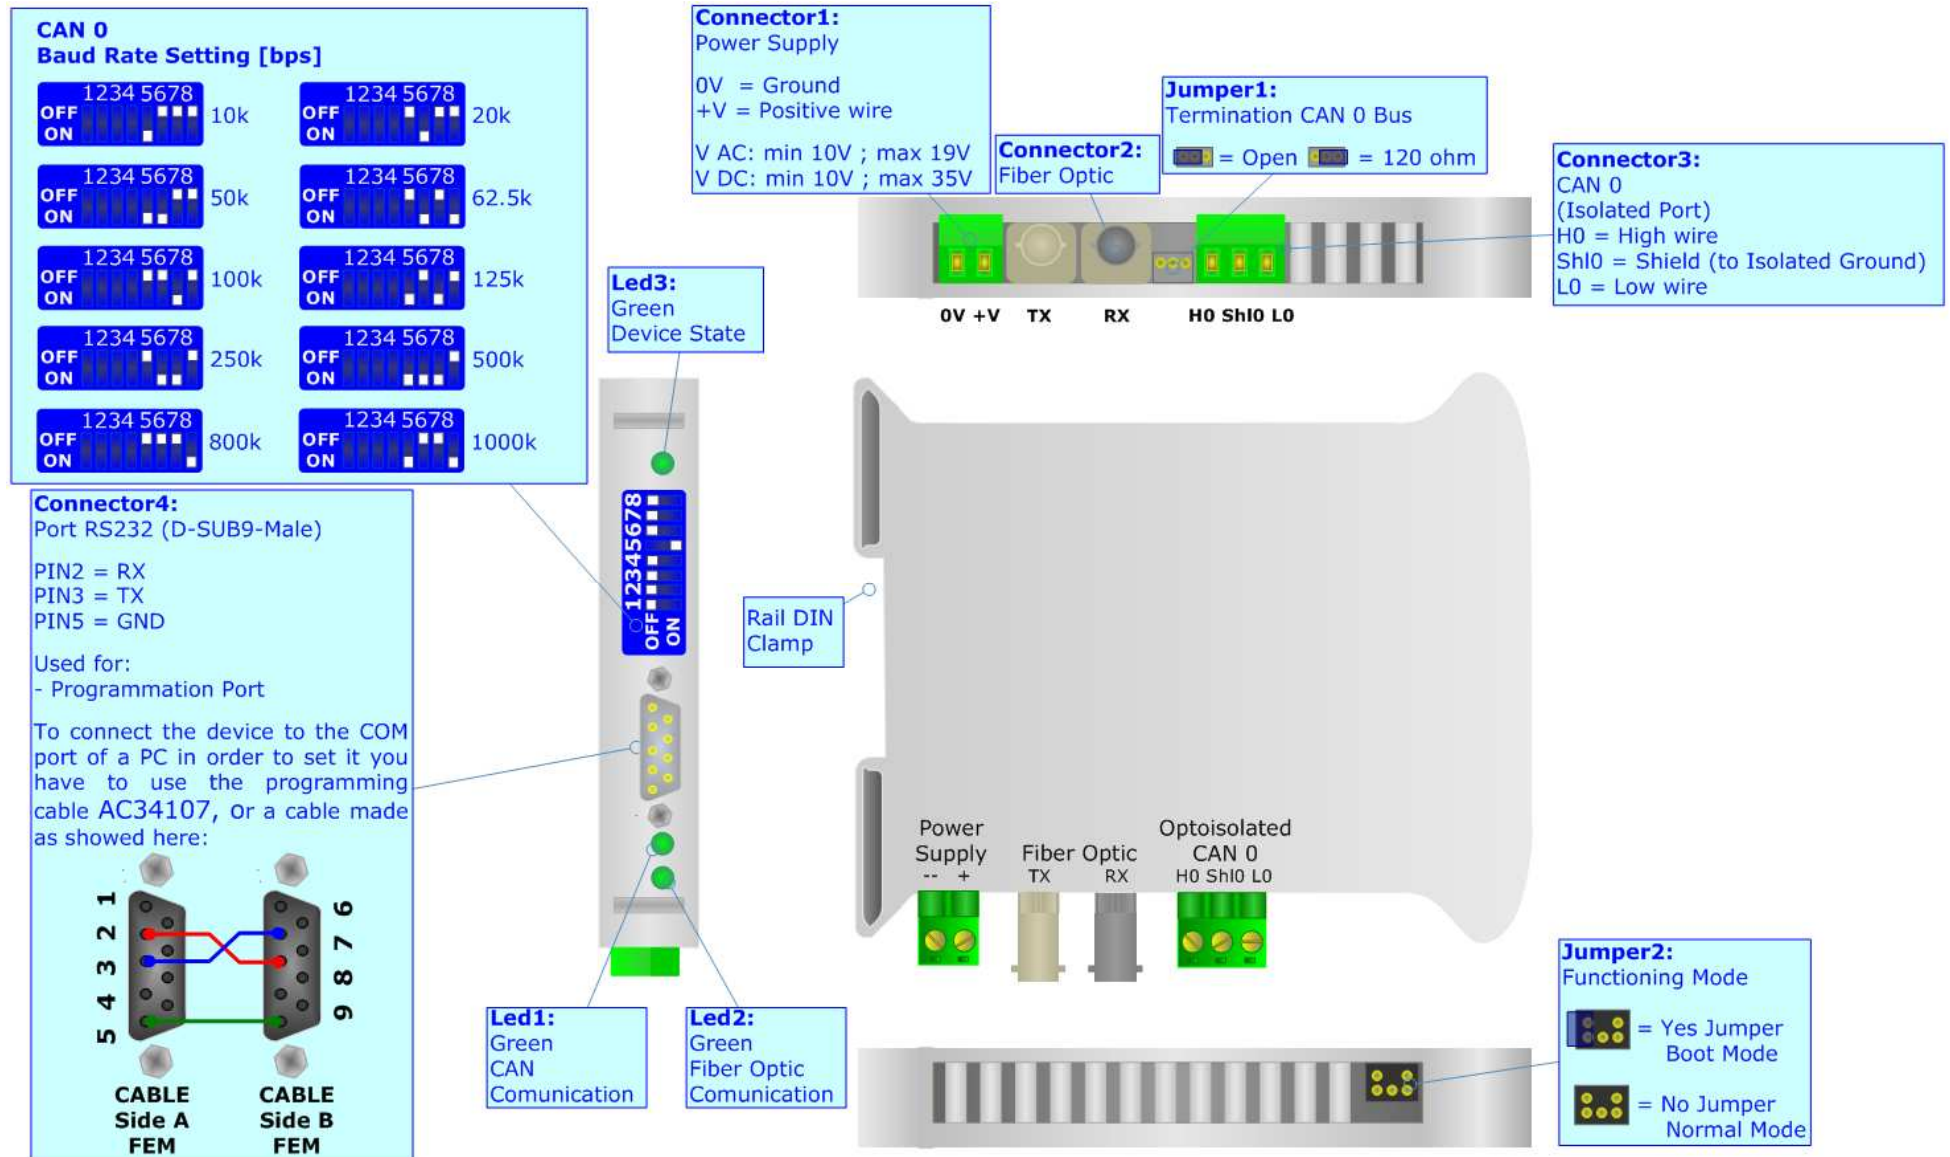 CAN 0
Baud Rate Setting [bps]
1234 5678
OFF
ON
10k
1234 5678
OFF
ON
20k
1234 5678
OFF
ON
50k
1234 5678
OFF
ON
62.5k
1234 5678
OFF
ON
100k
1234 5678
OFF
ON
125k
1234 5678
OFF
ON
250k
1234 5678
OFF
ON
500k
1234 5678
OFF
ON
800k
1234 5678
OFF
ON
1000k
Connector1:
Power Supply
0V = Ground
+V = Positive wire
V AC: min 10V ; max 19V
V DC: min 10V ; max 35V
Connector2:
Fiber Optic
Jumper1:
Termination CAN 0 Bus
= Open = 120 ohm
Connector3:
CAN 0
(Isolated Port)
H0 = High wire
Shl0 = Shield (to Isolated Ground)
L0 = Low wire
0V +V TX RX H0 Shl0 L0
Led3:
Green
Device State
12345678
OFF
ON
Connector4:
Port RS232 (D-SUB9-Male)
PIN2 = RX
PIN3 = TX
PIN5 = GND
Used for:
- Programmation Port
To connect the device to the COM
port of a PC in order to set it you
have to use the programming
cable AC34107, or a cable made
as showed here:
1
2
3
4
5
6
7
8
9
CABLE
Side A
FEM
CABLE
Side B
FEM
Rail DIN
Clamp
Power
Supply
-- +
Fiber Optic
TX RX
Optoisolated
CAN 0
H0 Shl0 L0
Led1:
Green
CAN
Comunication
Led2:
Green
Fiber Optic
Comunication
Jumper2:
Functioning Mode
= Yes Jumper
Boot Mode
= No Jumper
Normal Mode